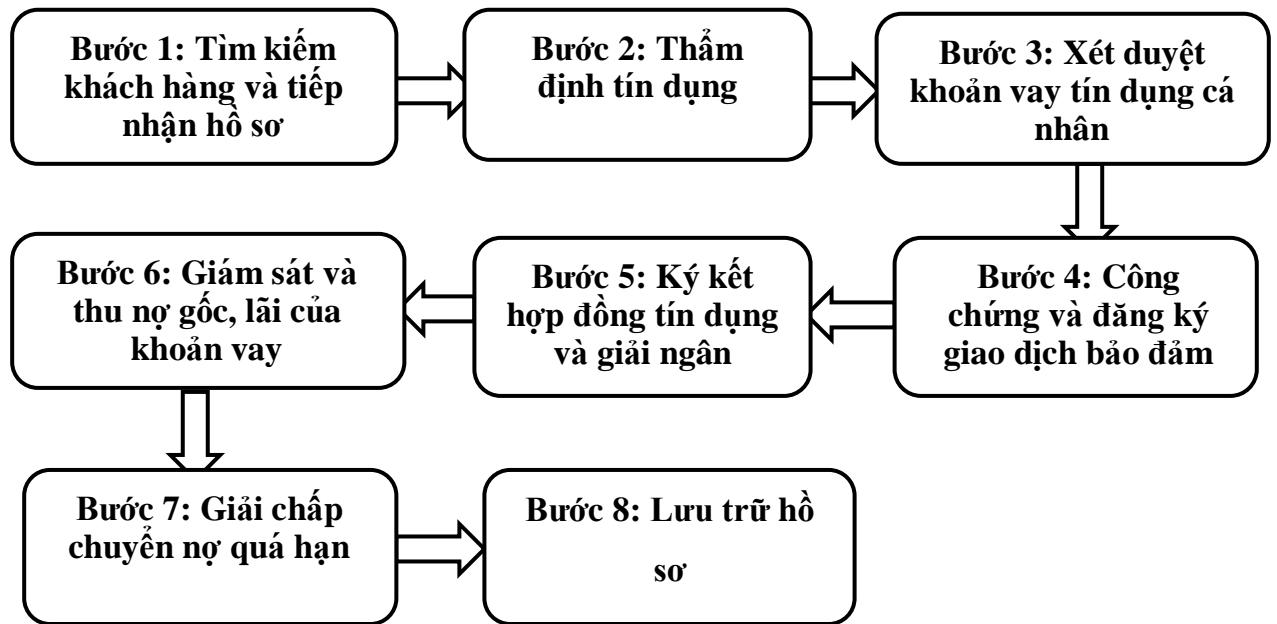 Bước 1: Tìm kiếm
khách hàng và tiếp
nhận hồ sơ
Bước 2: Thẩm
định tín dụng
Bước 3: Xét duyệt
khoản vay tín dụng cá
nhân
Bước 4: Công
chứng và đăng ký
giao dịch bảo đảm
Bước 5: Ký kết
hợp đồng tín dụng
và giải ngân
Bước 6: Giám sát và
thu nợ gốc, lãi của
khoản vay
Bước 7: Giải chấp
chuyển nợ quá hạn
Bước 8: Lưu trữ hồ
sơ